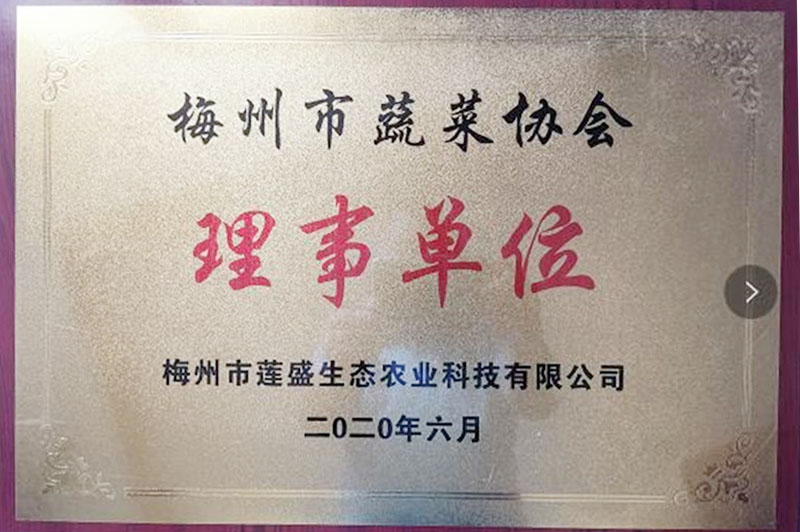 梅州市蔬菜协会
理事单位
梅州市莲盛生态农业科技有限公司
二0二0年六月